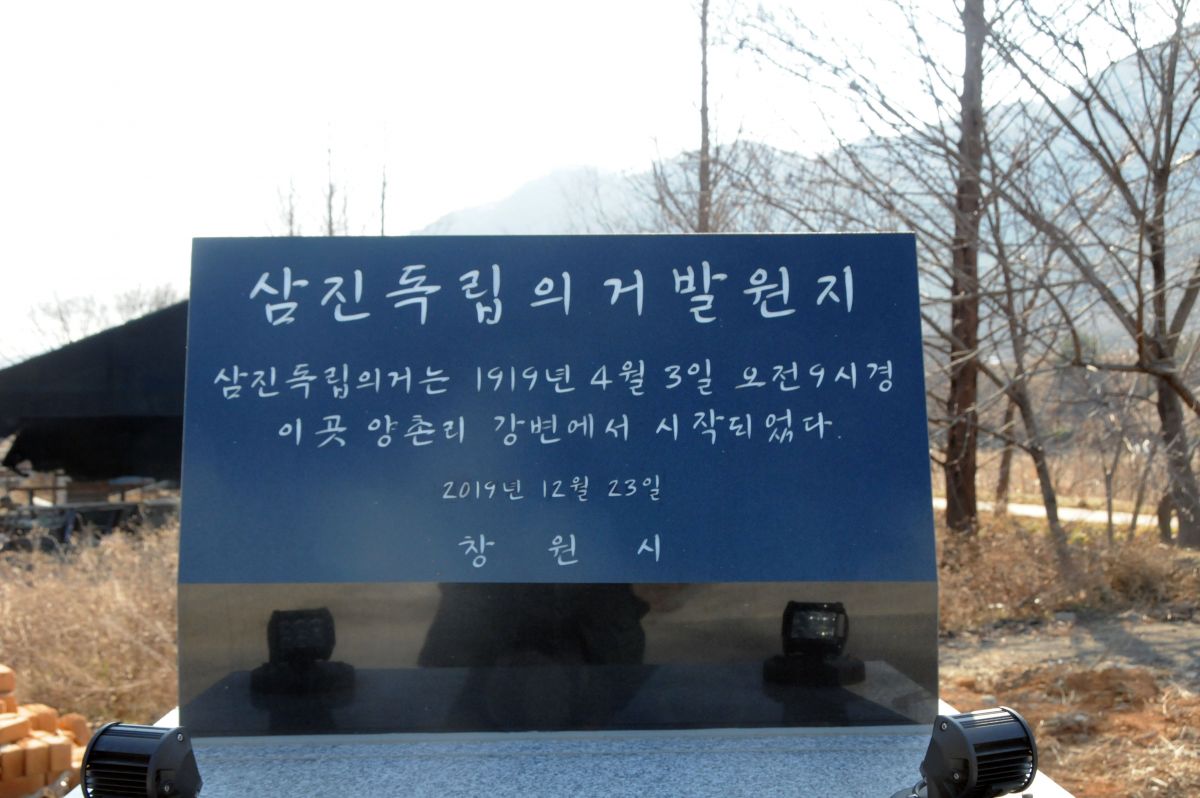 삼진독립의거발원지
삼진독립의거는 1919년 4월 3일 오전9시경
이곳 양촌리 강변에서 시작되었다.
2019년 12월 23일
창 원 시